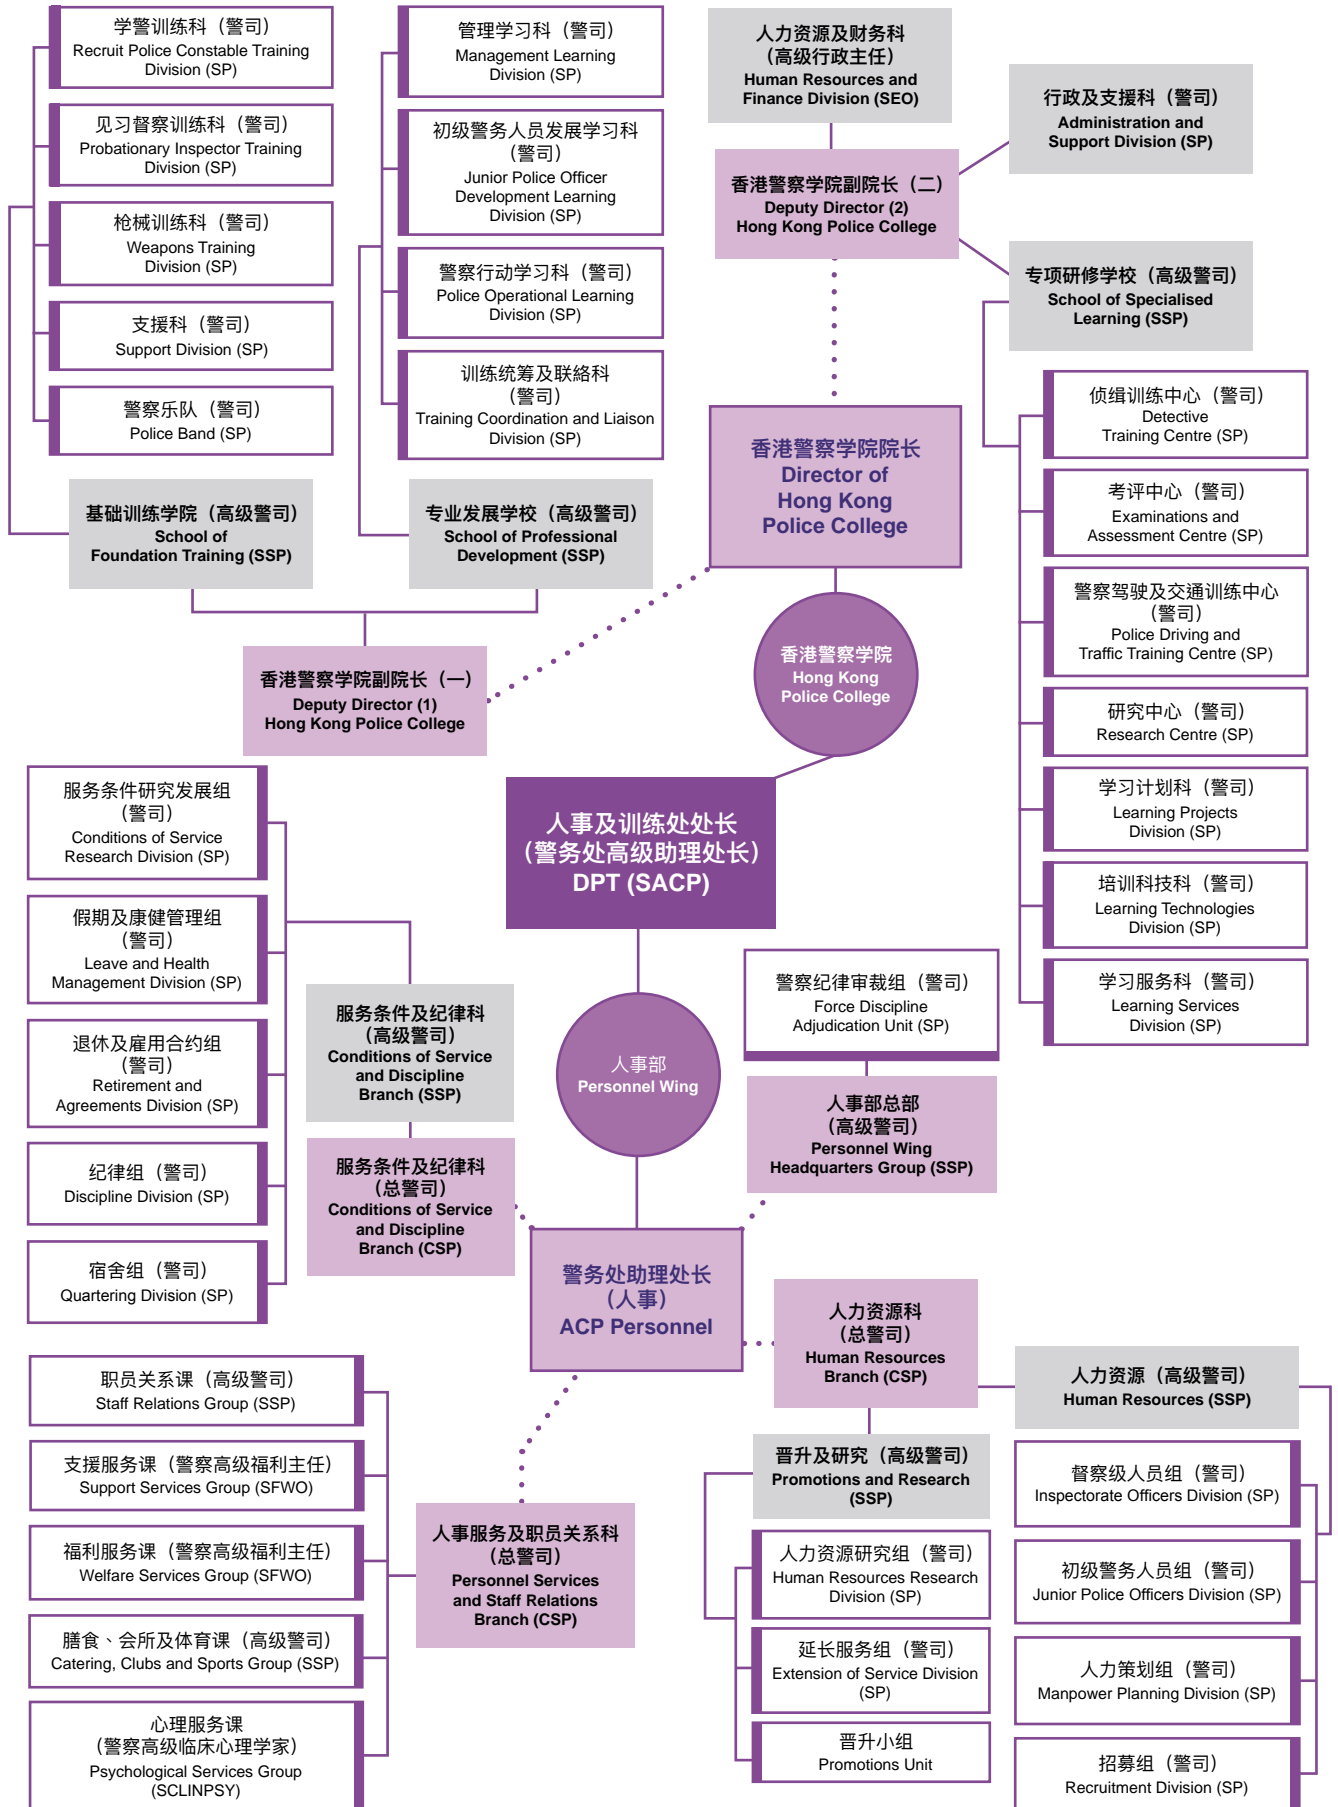 学警训练科（警司）
Recruit Police Constable Training
Division (SP)
见习督察训练科（警司）
Probationary Inspector Training
Division (SP)
枪械训练科（警司）
Weapons Training
Division (SP)
支援科（警司）
Support Division (SP)
警察乐队（警司）
Police Band (SP)
基础训练学院（高级警司）
School of
Foundation Training (SSP)
管理学习科（警司）
Management Learning
Division (SP)
初级警务人员发展学习科
（警司）
Junior Police Officer
Development Learning
Division (SP)
警察行动学习科（警司）
Police Operational Learning
Division (SP)
训练统筹及联络科
（警司）
Training Coordination and Liaison
Division (SP)
专业发展学校（高级警司）
School of Professional
Development (SSP)
香港警察学院副院长（一）
Deputy Director (1)
Hong Kong Police College
人力资源及财务科
（高级行政主任）
Human Resources and
Finance Division (SEO)
行政及支援科（警司）
Administration and
Support Division (SP)
香港警察学院副院长（二）
Deputy Director (2)
Hong Kong Police College
专项研修学校（高级警司）
School of Specialised
Learning (SSP)
侦缉训练中心（警司）
Detective
Training Centre (SP)
考评中心（警司）
Examinations and
Assessment Centre (SP)
警察驾驶及交通训练中心
（警司）
Police Driving and
Traffic Training Centre (SP)
研究中心（警司）
Research Centre (SP)
学习计划科（警司）
Learning Projects
Division (SP)
培训科技科（警司）
Learning Technologies
Division (SP)
学习服务科（警司）
Learning Services
Division (SP)
香港警察学院院长
Director of
Hong Kong
Police College
香港警察学院
Hong Kong
Police College
人事及训练处处长
（警务处高级助理处长）
DPT (SACP)
人事部
Personnel Wing
服务条件研究发展组
（警司）
Conditions of Service
Research Division (SP)
假期及康健管理组
（警司）
Leave and Health
Management Division (SP)
退休及雇用合约组
（警司）
Retirement and
Agreements Division (SP)
纪律组（警司）
Discipline Division (SP)
宿舍组（警司）
Quartering Division (SP)
服务条件及纪律科
（高级警司）
Conditions of Service
and Discipline
Branch (SSP)
服务条件及纪律科
（总警司）
Conditions of Service
and Discipline
Branch (CSP)
警察纪律审裁组（警司）
Force Discipline
Adjudication Unit (SP)
人事部总部
（高级警司）
Personnel Wing
Headquarters Group (SSP)
警务处助理处长
（人事）
ACP Personnel
人力资源科
（总警司）
Human Resources
Branch (CSP)
人力资源（高级警司）
Human Resources (SSP)
督察级人员组（警司）
Inspectorate Officers Division (SP)
初级警务人员组（警司）
Junior Police Officers Division (SP)
人力策划组（警司）
Manpower Planning Division (SP)
招募组（警司）
Recruitment Division (SP)
晋升及研究（高级警司）
Promotions and Research
(SSP)
人力资源研究组（警司）
Human Resources Research
Division (SP)
延长服务组（警司）
Extension of Service Division
(SP)
晋升小组
Promotions Unit
职员关系课（高级警司）
Staff Relations Group (SSP)
支援服务课（警察高级福利主任）
Support Services Group (SFWO)
福利服务课（警察高级福利主任）
Welfare Services Group (SFWO)
膳食、会所及体育课（高级警司）
Catering, Clubs and Sports Group (SSP)
心理服务课
（警察高级临床心理学家）
Psychological Services Group
(SCLINPSY)
人事服务及职员关系科
（总警司）
Personnel Services
and Staff Relations
Branch (CSP)